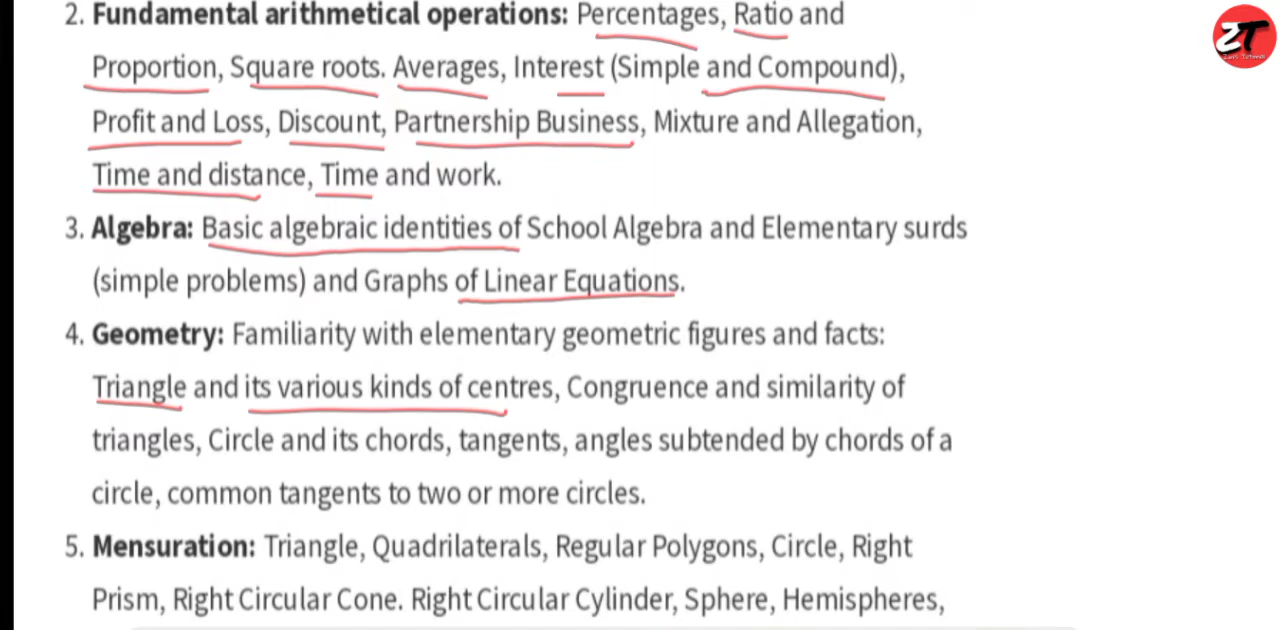 2. Fundamental arithmetical operations: Percentages, Ratio and
Proportion, Square roots. Averages, Interest (Simple and Compound),
Profit and Loss, Discount, Partnership Business, Mixture and Allegation,
Time and distance, Time and work.
3. Algebra: Basic algebraic identities of School Algebra and Elementary surds
(simple problems) and Graphs of Linear Equations.
4. Geometry: Familiarity with elementary geometric figures and facts:
Triangle and its various kinds of centres, Congruence and similarity of
triangles, Circle and its chords, tangents, angles subtended by chords of a
circle, common tangents to two or more circles.
5. Mensuration: Triangle, Quadrilaterals, Regular Polygons, Circle, Right
Prism, Right Circular Cone. Right Circular Cylinder, Sphere, Hemispheres,
ZT